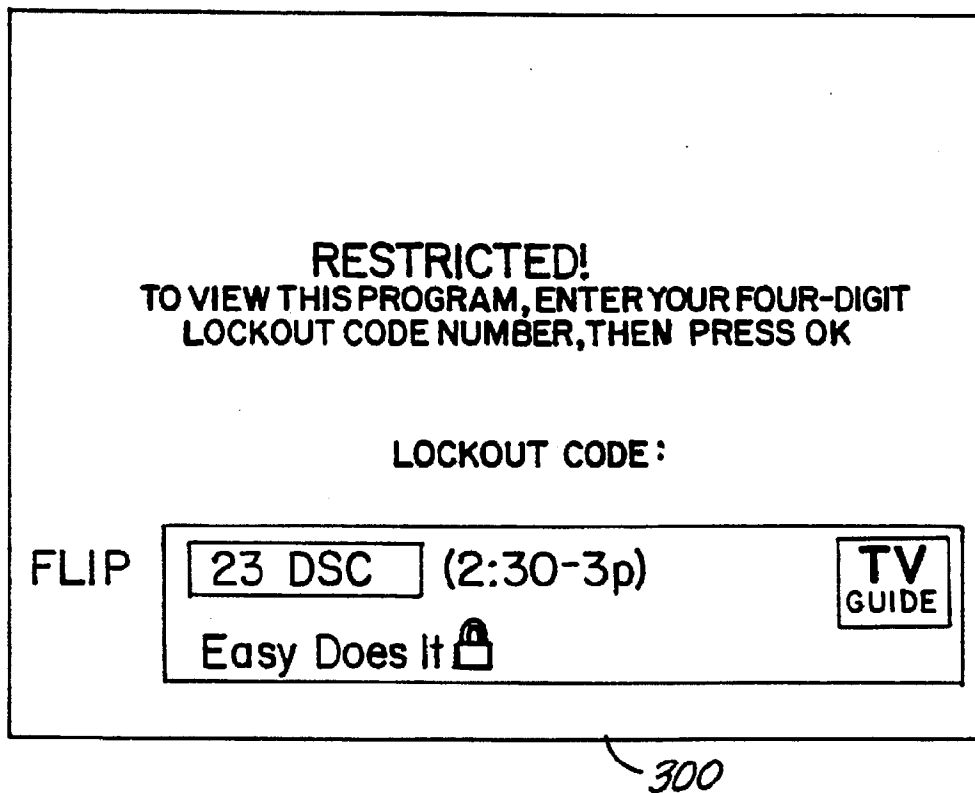 RESTRICTED!
TO VIEW THIS PROGRAM, ENTER YOUR FOUR-DIGIT
LOCKOUT CODE NUMBER, THEN PRESS OK
LOCKOUT CODE:
FLIP
23 DSC (2:30-3p)
TV
GUIDE
Easy Does It
300